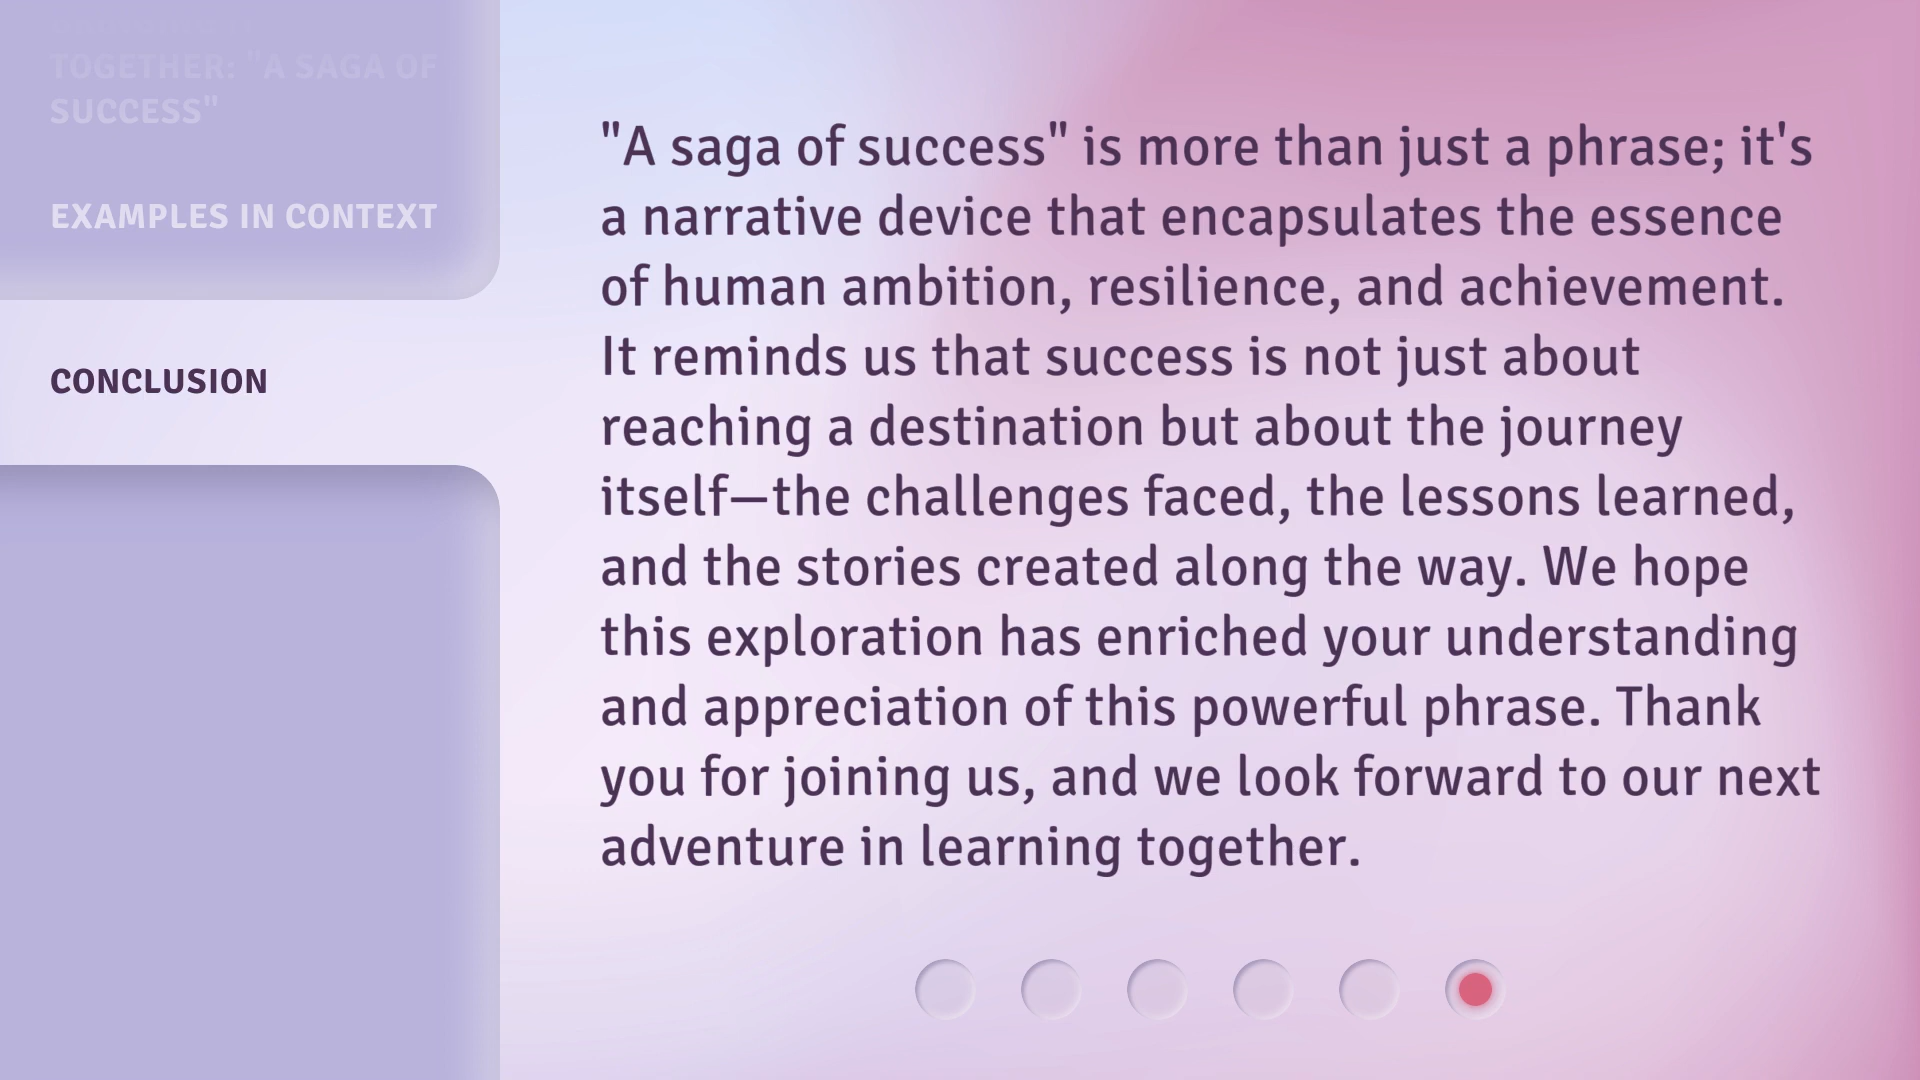 TOGETHER: "A SAGA OF
SUCCESS"
EXAMPLES IN CONTEXT
CONCLUSION
"A saga of success" is more than just a phrase; it's
a narrative device that encapsulates the essence
of human ambition, resilience, and achievement.
It reminds us that success is not just about
reaching a destination but about the journey
itself—the challenges faced, the lessons learned,
and the stories created along the way. We hope
this exploration has enriched your understanding
and appreciation of this powerful phrase. Thank
you for joining us, and we look forward to our next
adventure in learning together.